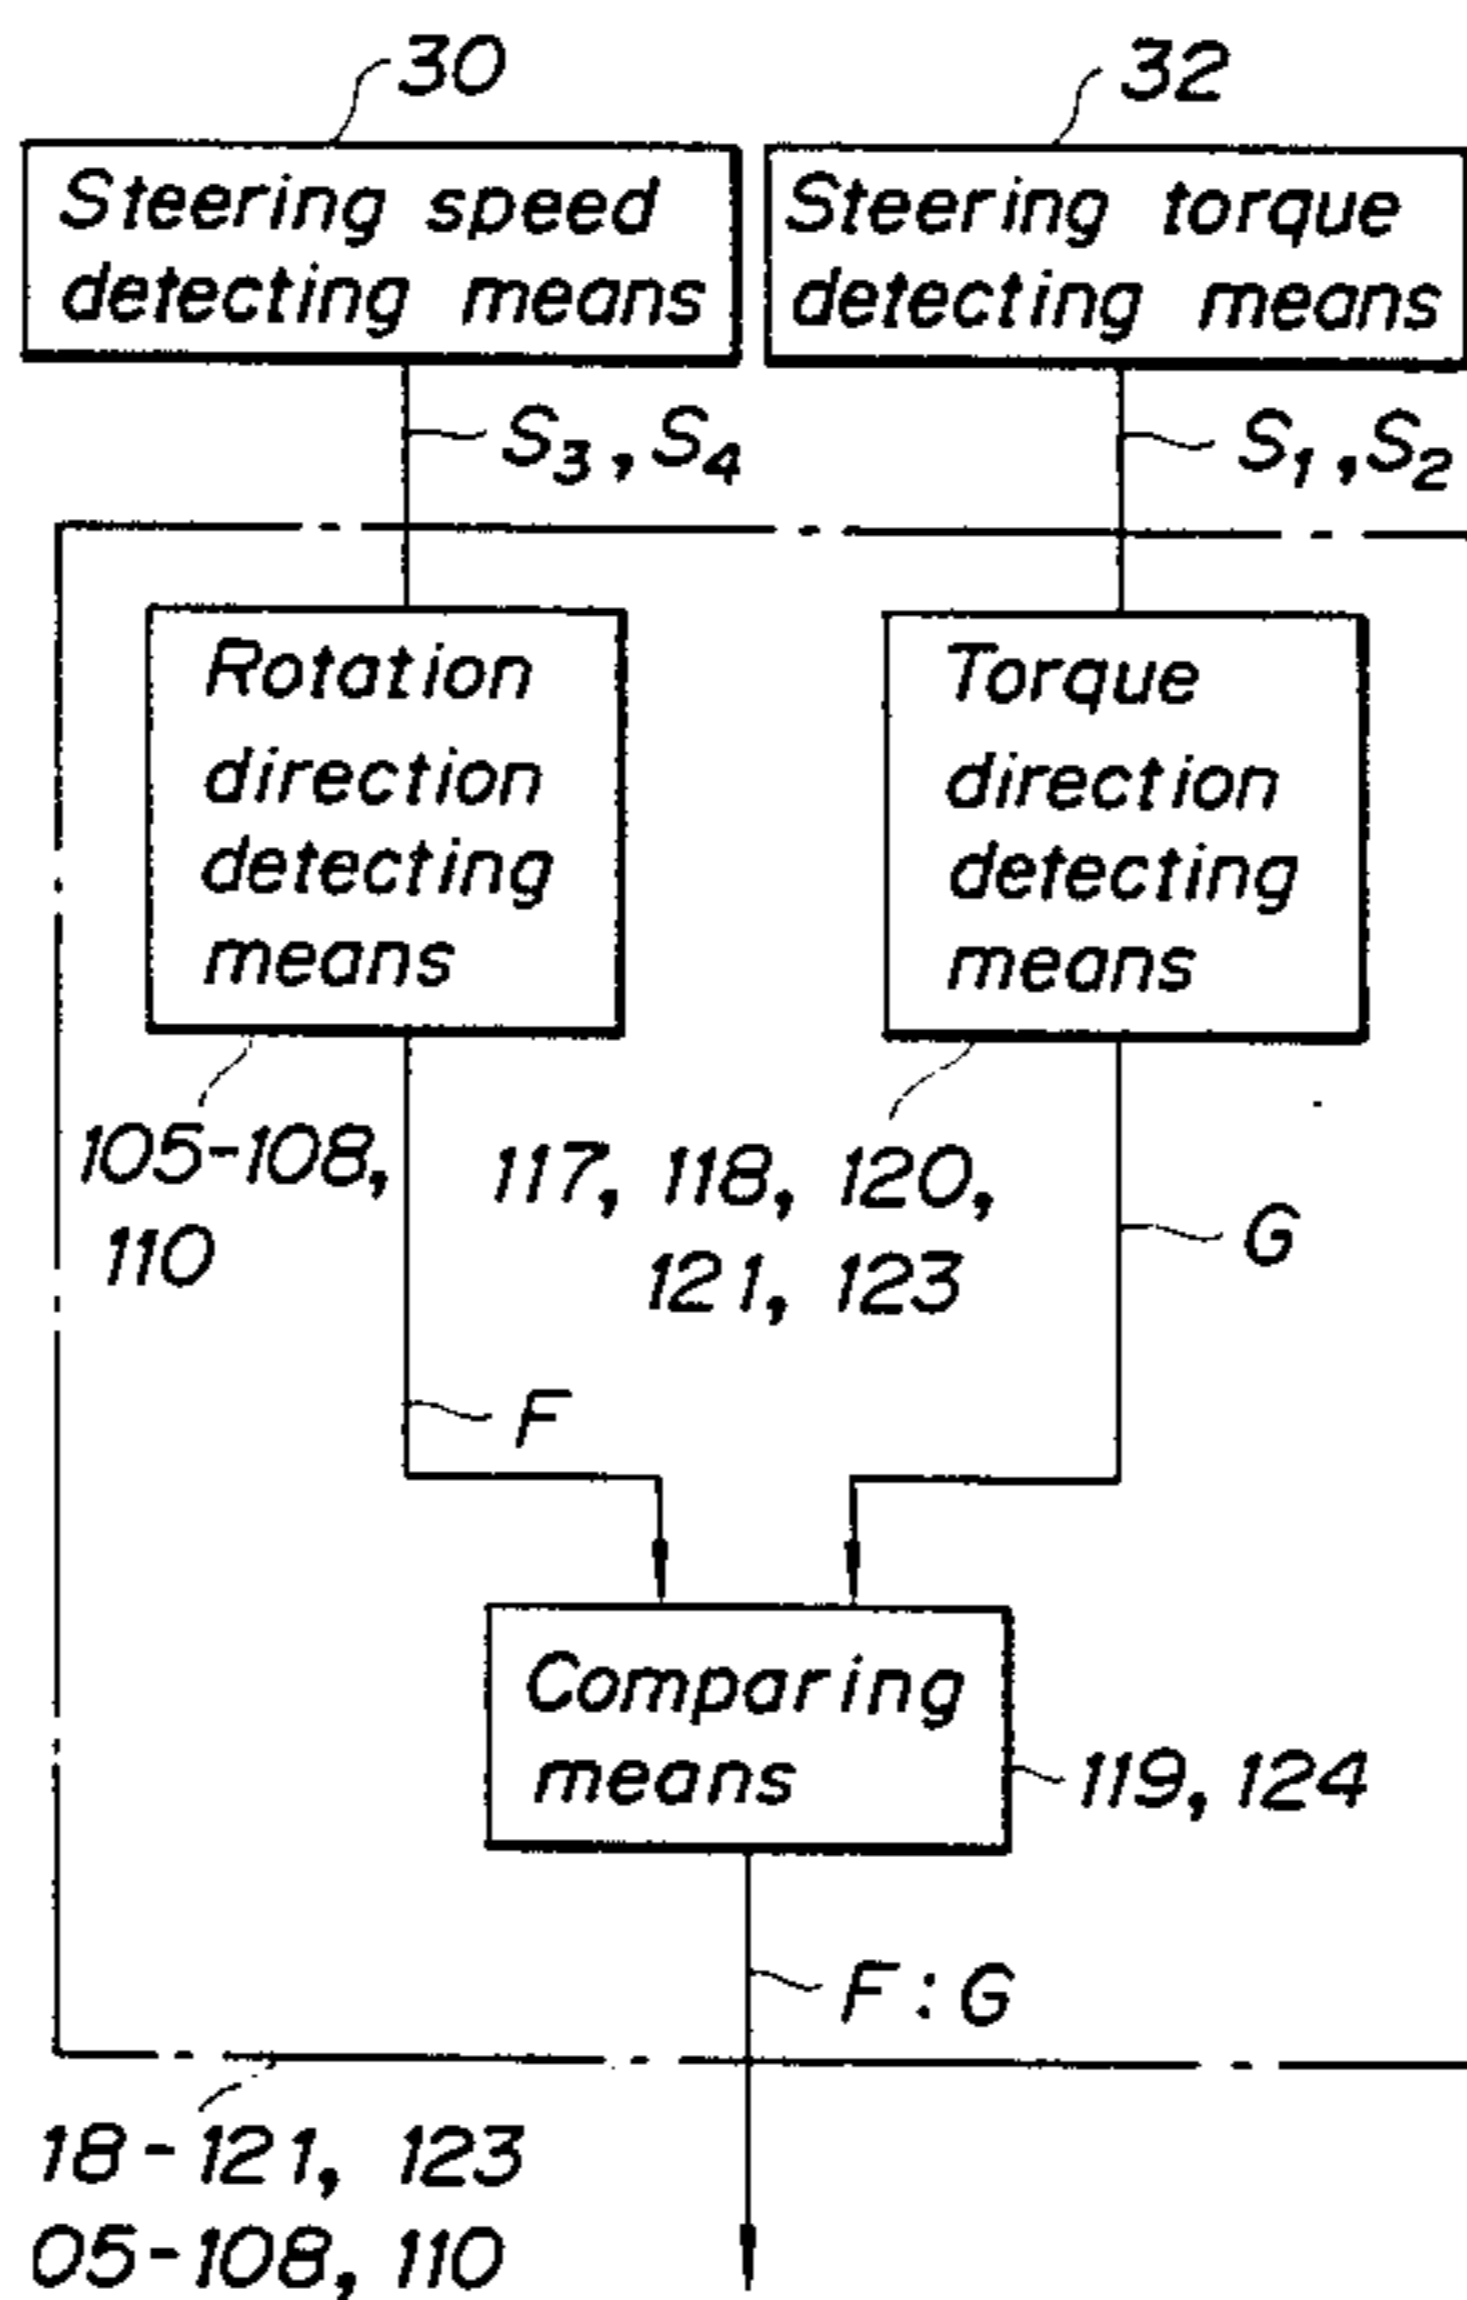 30
32
Steering speed
detecting means
Steering torque
detecting means
S3, S4
S1, S2
Rotation
direction
detecting
means
Torque
direction
detecting
means
105-108,
110
117, 118, 120,
121, 123
G
F
Comparing
means
119, 124
F:G
18-121, 123
05-108, 110